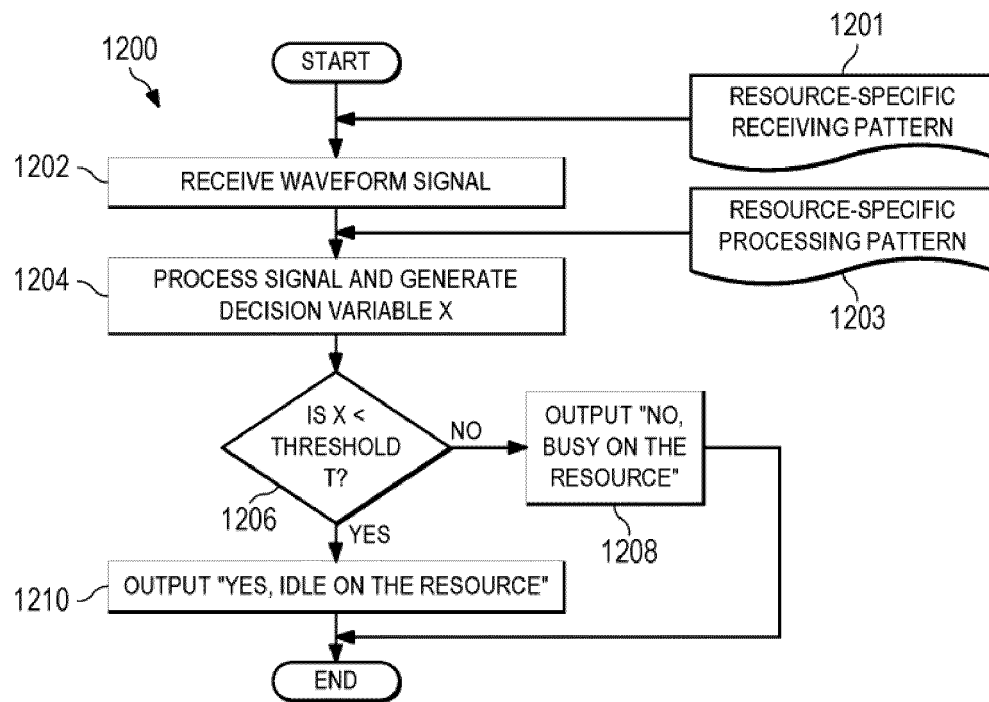 1200
START
1201
RESOURCE-SPECIFIC
RECEIVING PATTERN
1202
RECEIVE WAVEFORM SIGNAL
RESOURCE-SPECIFIC
PROCESSING PATTERN
1203
1204
PROCESS SIGNAL AND GENERATE
DECISION VARIABLE X
IS X <
THRESHOLD
T?
1206
NO
OUTPUT "NO,
BUSY ON THE
RESOURCE"
1208
YES
1210
OUTPUT "YES, IDLE ON THE RESOURCE"
END